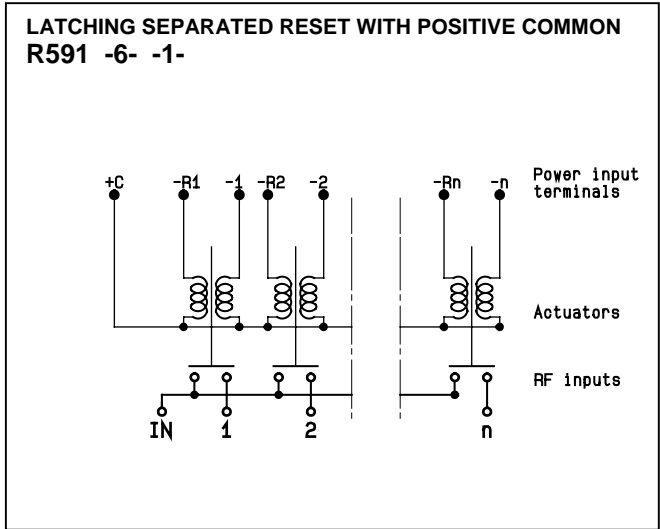 LATCHING SEPARATED RESET WITH POSITIVE COMMON
R591 -6- -1-
+C -R1 -1 -R2 -2 -Rn -n Power input
terminals
Actuators
RF inputs
IN 1 2 n